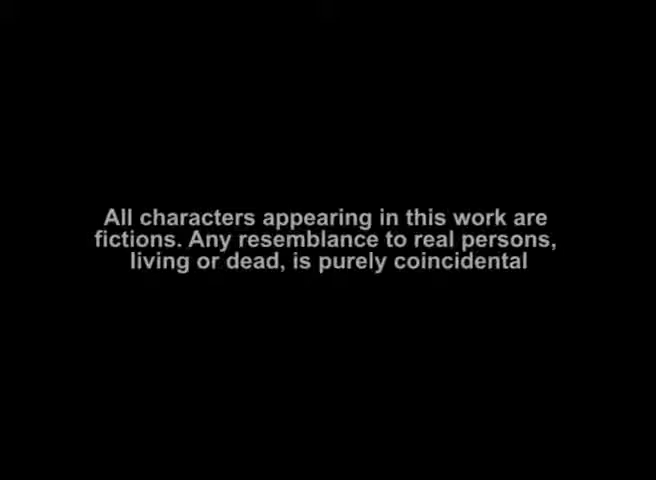 All characters appearing in this work are
fictions. Any resemblance to real persons,
living or dead, is purely coincidental